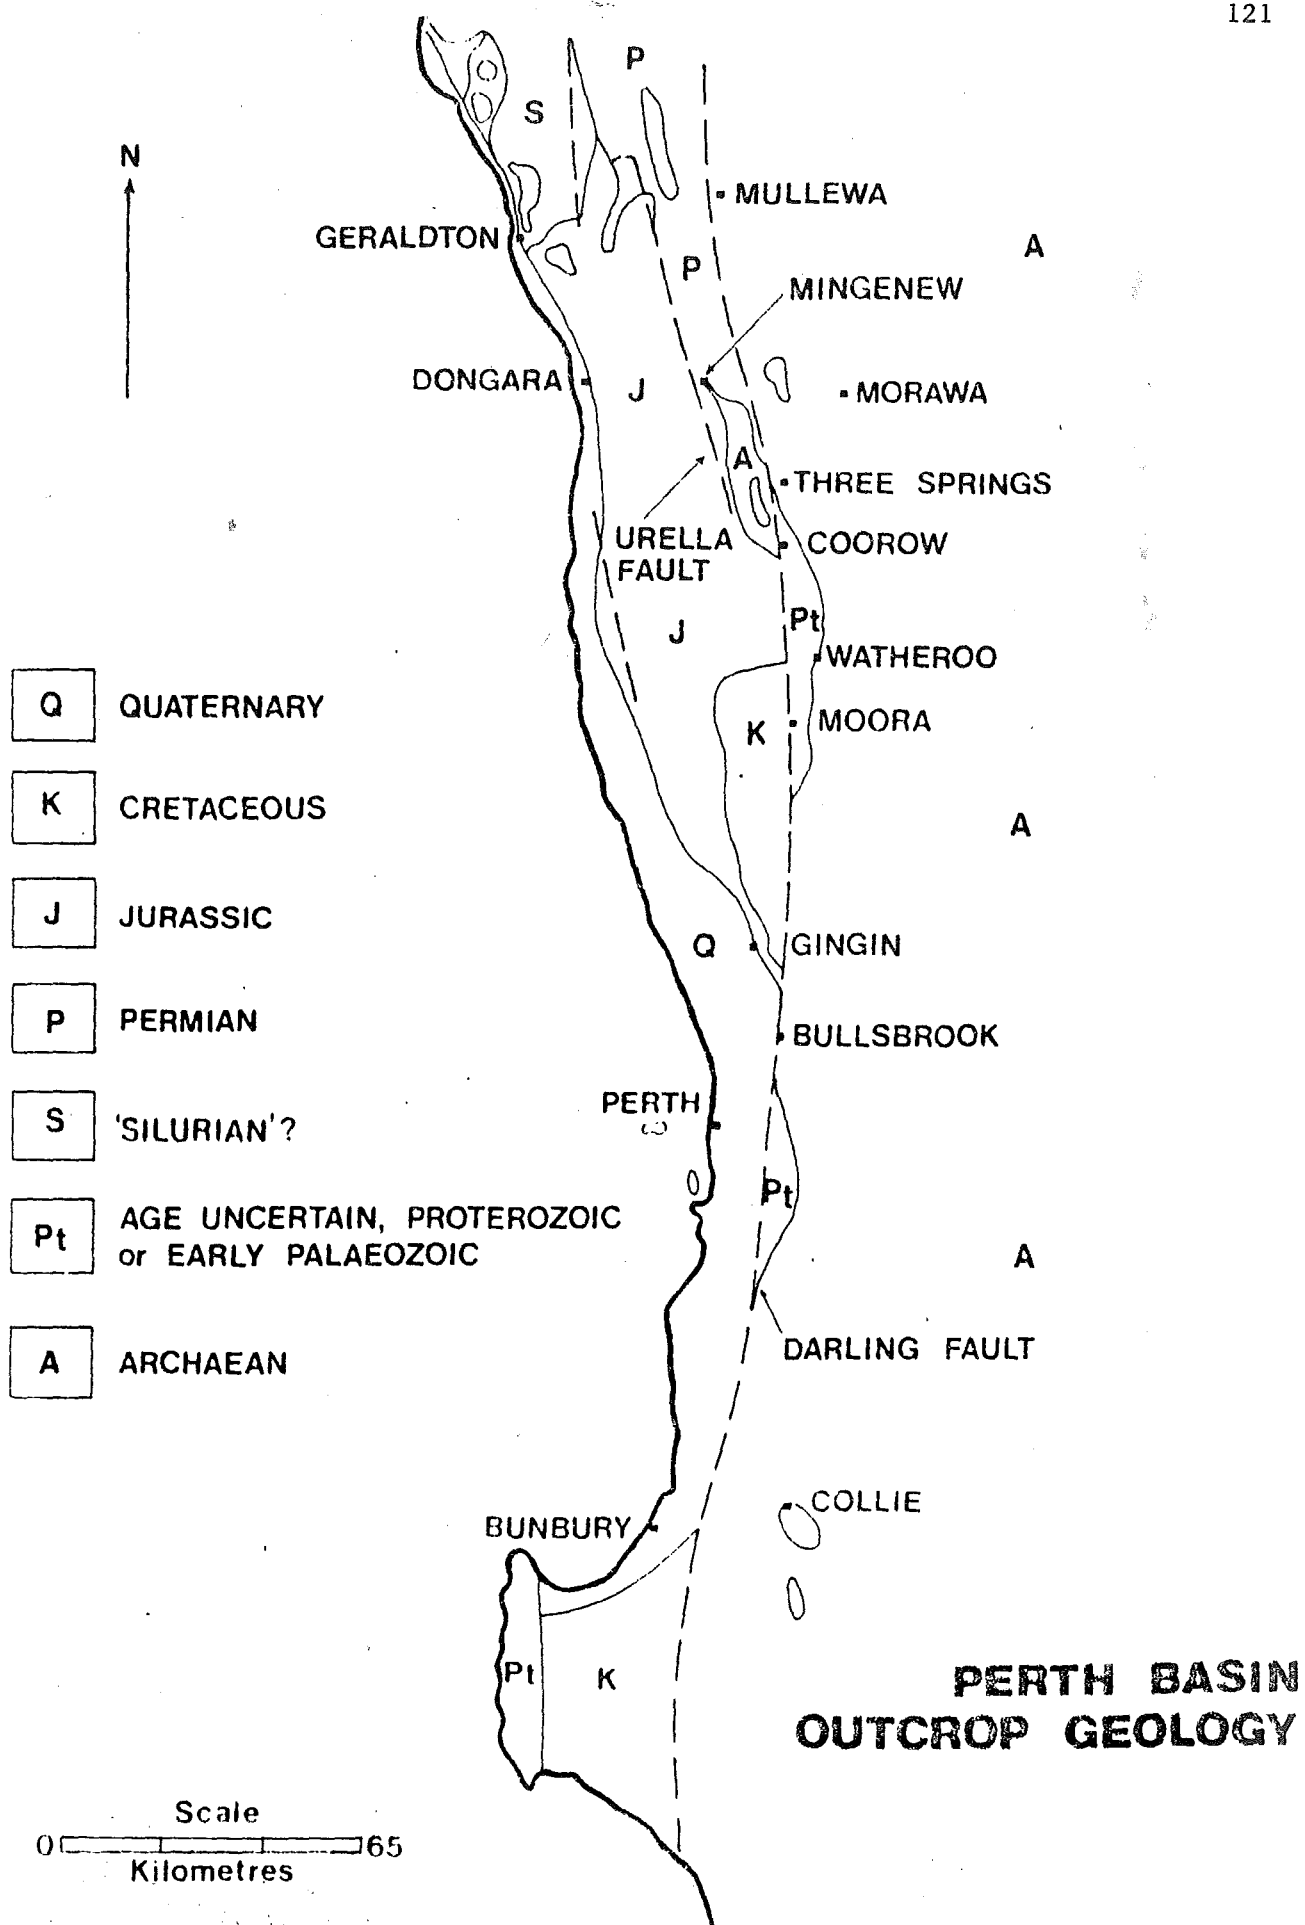 121
P
S
N
MULLEWA
GERALDTON
A
P
MINGENEW
DONGARA
J
MORAWA
A
THREE SPRINGS
URELLA
FAULT
COOROW
Pt
J
WATHEROO
Q QUATERNARY
K
MOORA
K CRETACEOUS
A
J JURASSIC
Q
GINGIN
P PERMIAN
BULLSBROOK
PERTH
S 'SILURIAN'?
Pt
Pt AGE UNCERTAIN, PROTEROZOIC
or EARLY PALAEOZOIC
A
DARLING FAULT
A ARCHAEAN
COLLIE
BUNBURY
Pt
K
PERTH BASIN
OUTCROP GEOLOGY
Scale
0 65
Kilometres